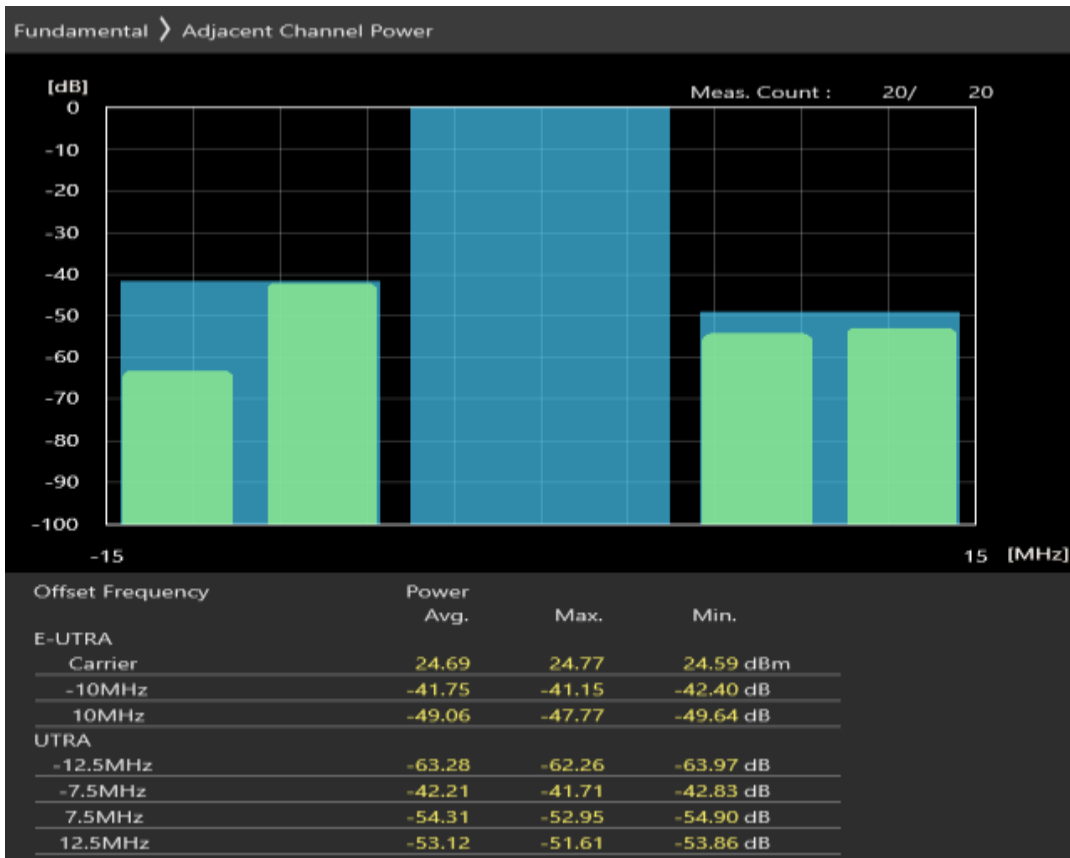 Fundamental ❯ Adjacent Channel Power
[dB]
Meas. Count : 20/ 20
0
-10
-20
-30
-40
-50
-60
-70
-80
-90
-100
-15 15 [MHz]
Offset Frequency Power
Avg. Max. Min.
E-UTRA
Carrier 24.69 24.77 24.59 dBm
-10MHz -41.75 -41.15 -42.40 dB
10MHz -49.06 -47.77 -49.64 dB
UTRA
-12.5MHz -63.28 -62.26 -63.97 dB
-7.5MHz -42.21 -41.71 -42.83 dB
7.5MHz -54.31 -52.95 -54.90 dB
12.5MHz -53.12 -51.61 -53.86 dB